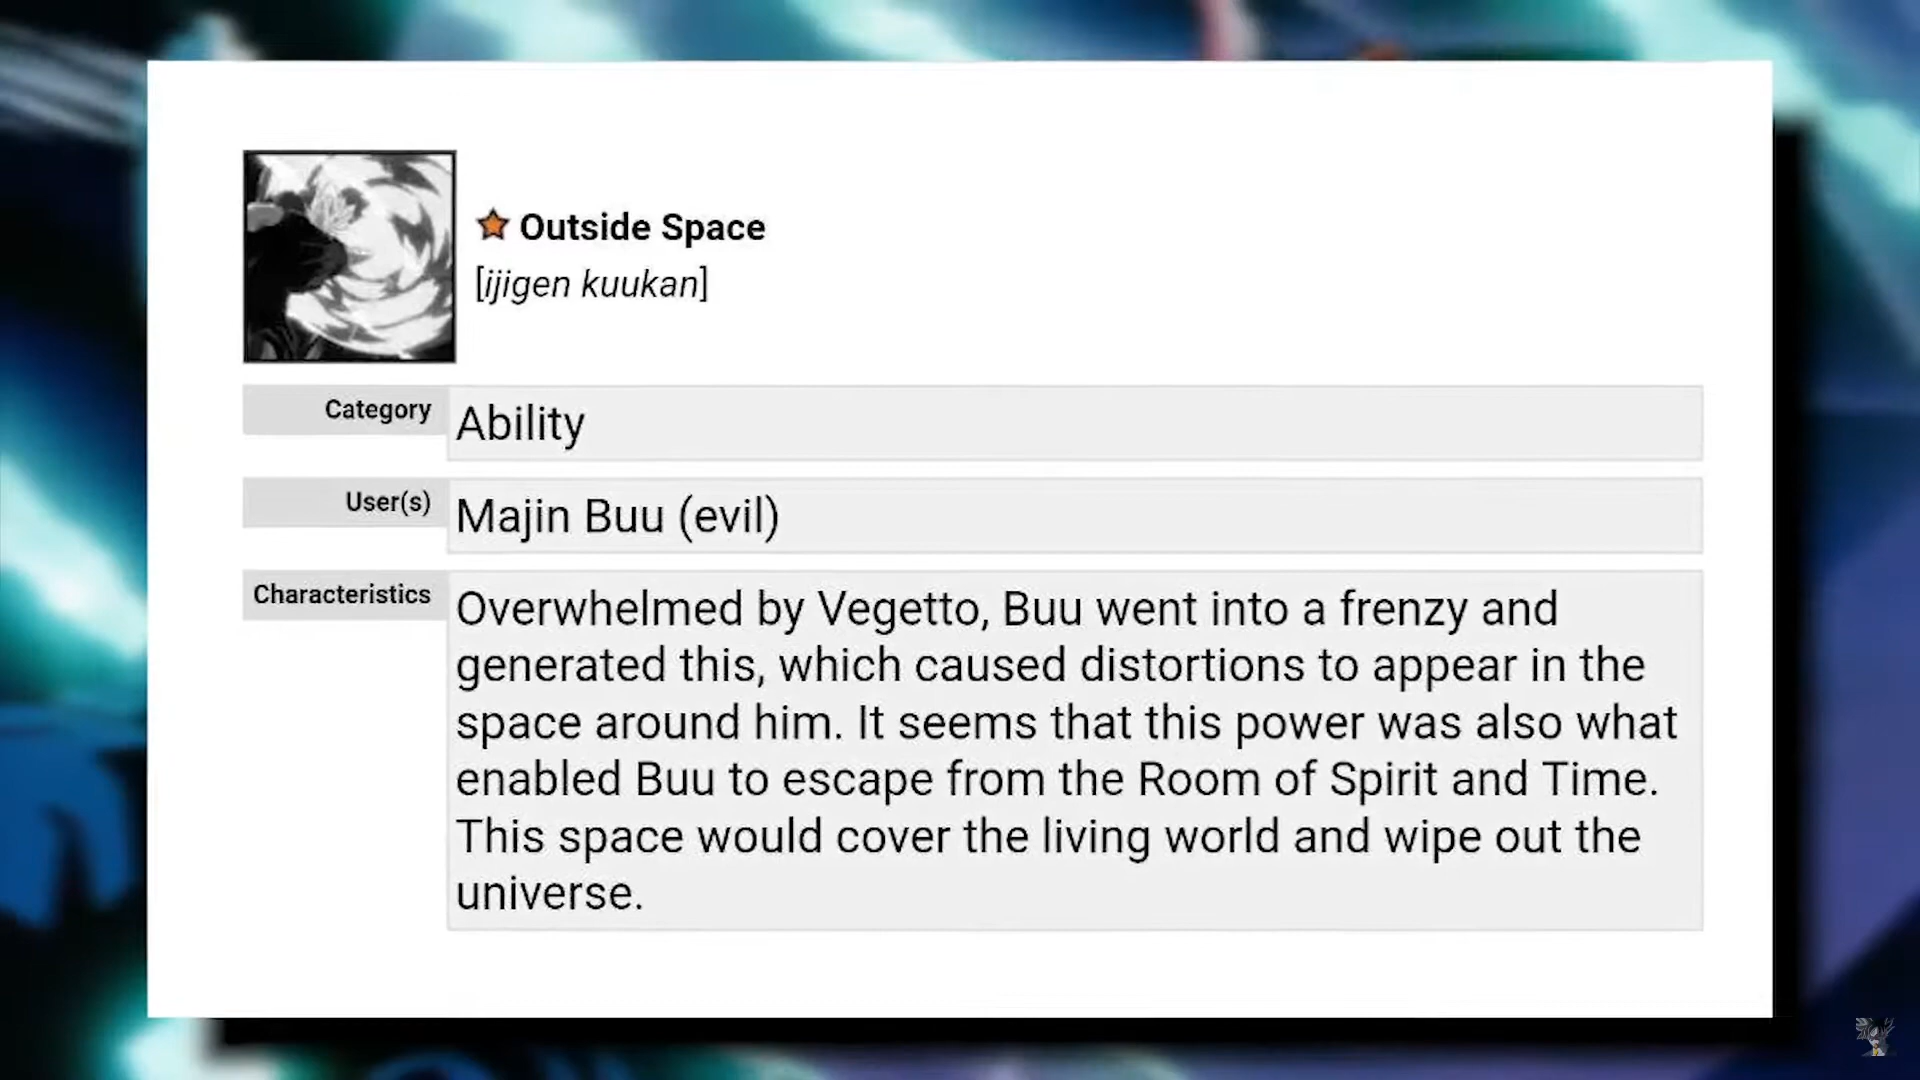 Outside Space
[ijigen kuukan]
Category
Ability
User(s)
Majin Buu (evil)
Characteristics
Overwhelmed by Vegetto, Buu went into a frenzy and
generated this, which caused distortions to appear in the
space around him. It seems that this power was also what
enabled Buu to escape from the Room of Spirit and Time.
This space would cover the living world and wipe out the
universe.